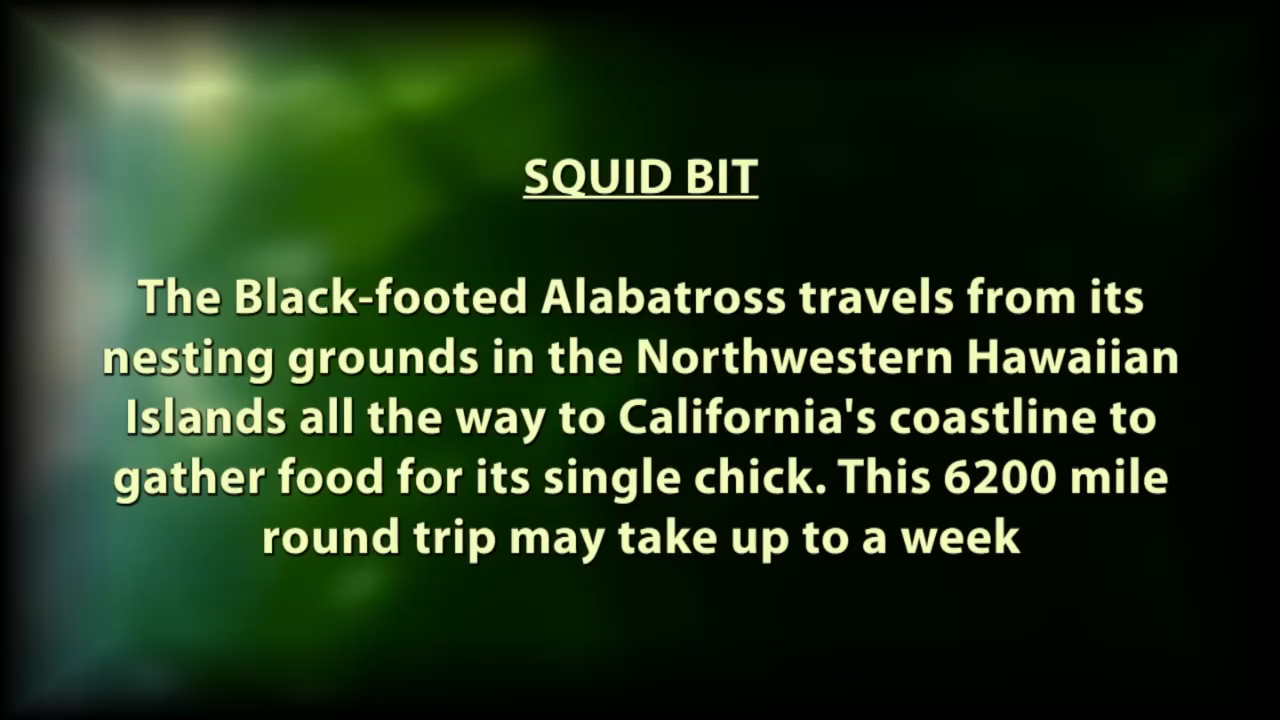 SQUID BIT
The Black-footed Alabatross travels from its
nesting grounds in the Northwestern Hawaiian
Islands all the way to California's coastline to
gather food for its single chick. This 6200 mile
round trip may take up to a week